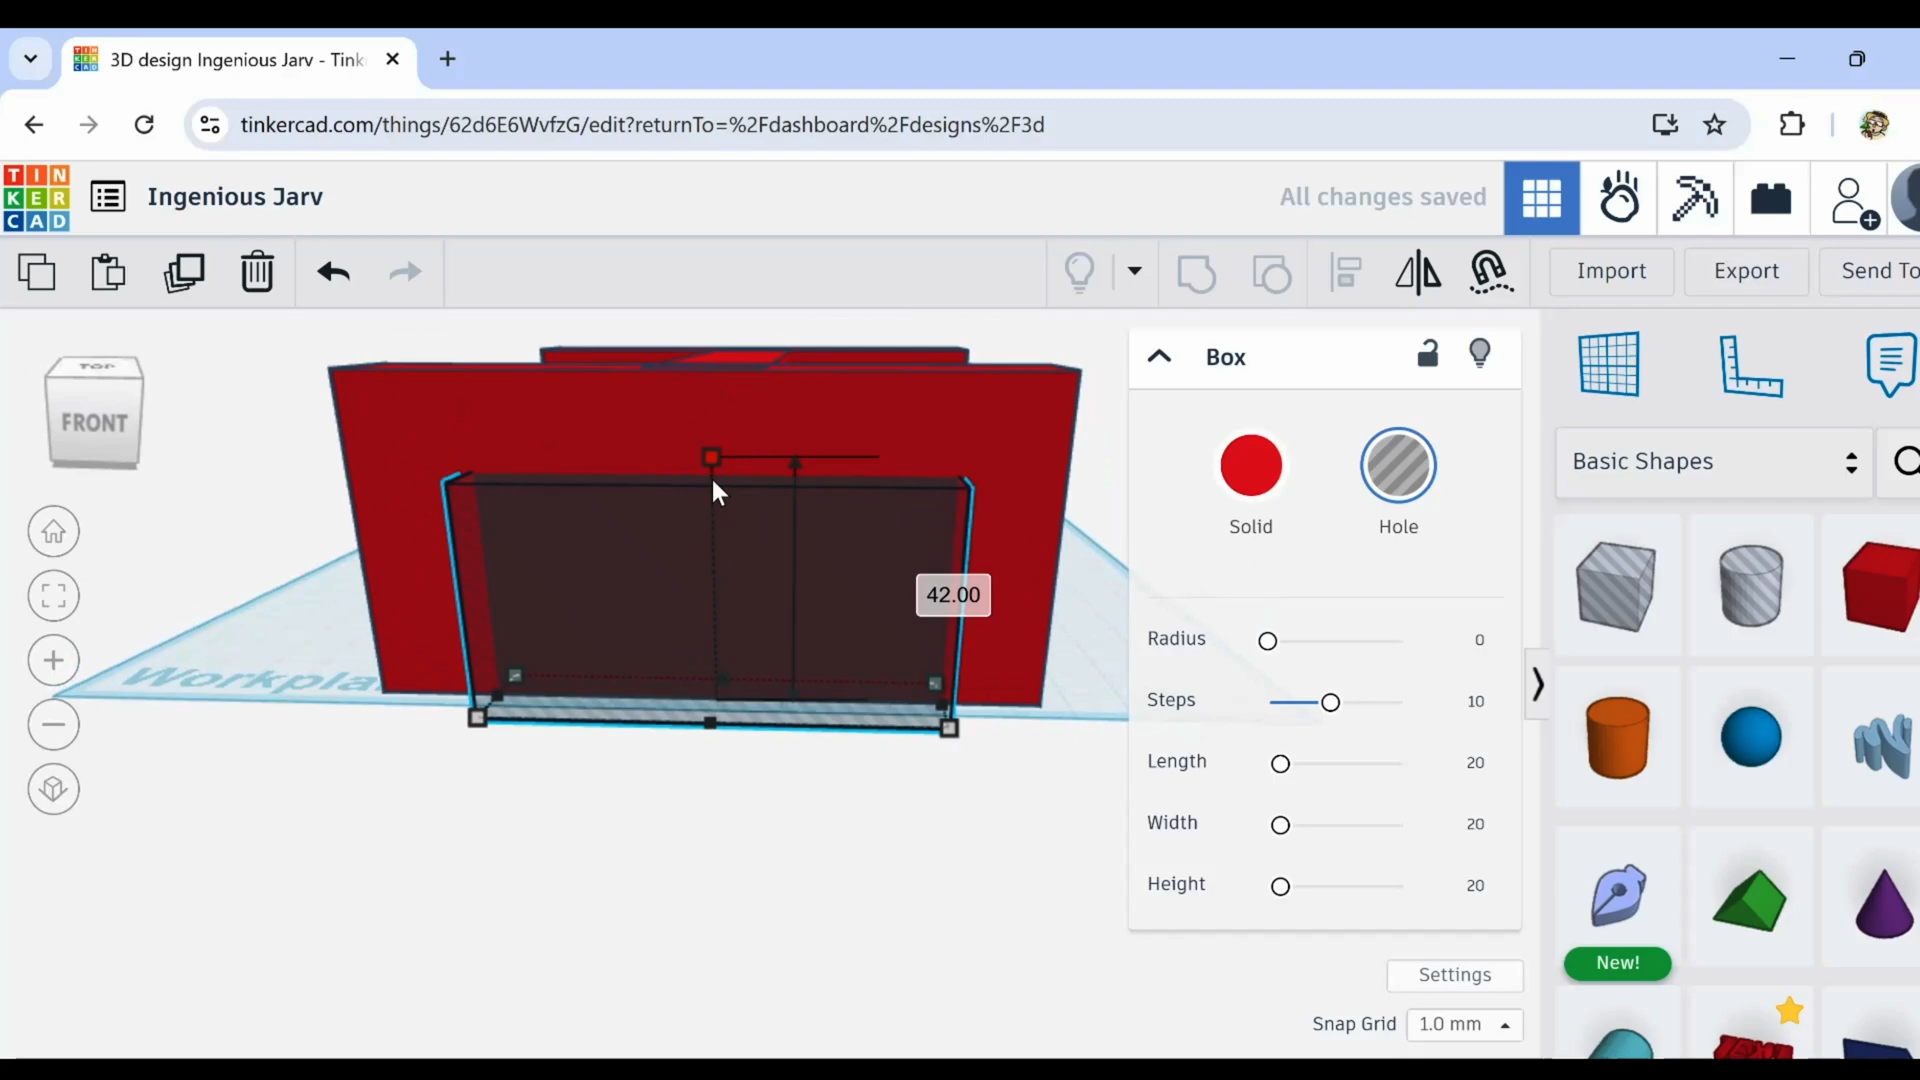 3D design Ingenious Jarv - Tink
tinkercad.com/things/62d6E6WvfzG/edit?returnTo=%2Fdashboard%2Fdesigns%2F3d
TIN
KER
CAD
Ingenious Jarv
All changes saved
Import
Export
Send To
TOP
FRONT
Workpla
42.00
Box
Solid
Hole
Radius
0
Steps
10
Length
20
Width
20
Height
20
Settings
Snap Grid
1.0 mm
Basic Shapes
New!